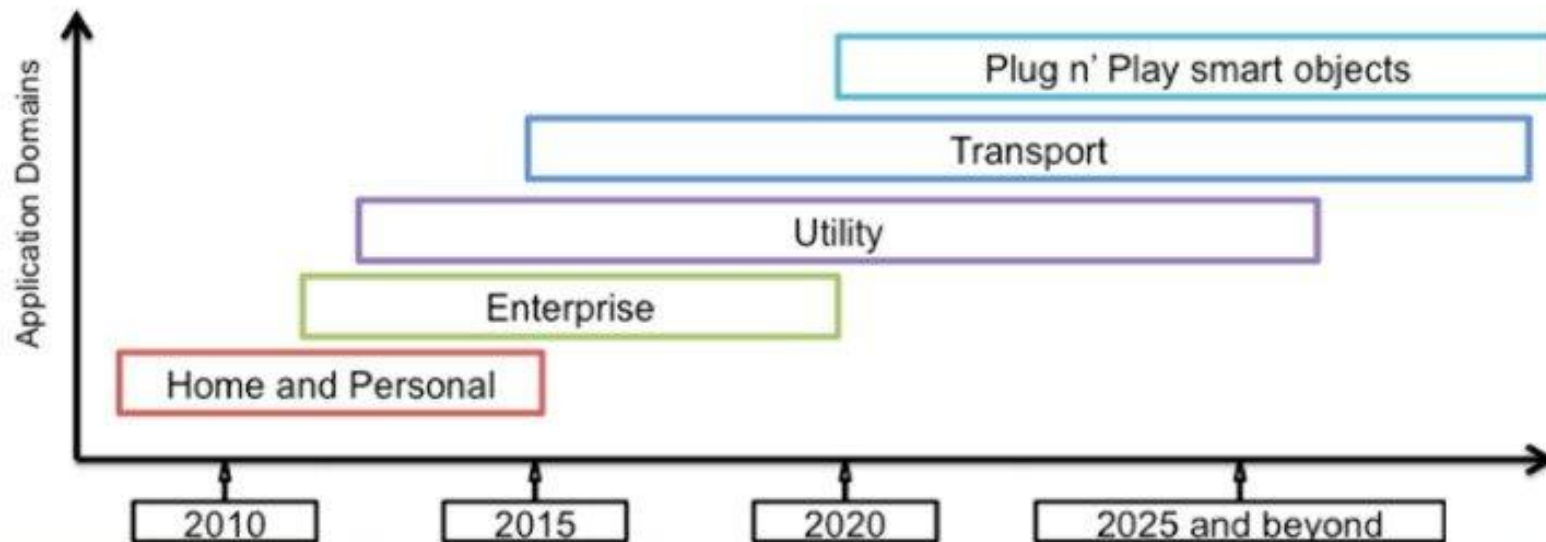 Application Domains
Plug n' Play smart objects
Transport
Utility
Enterprise
Home and Personal
2010
2015
2020
2025 and beyond